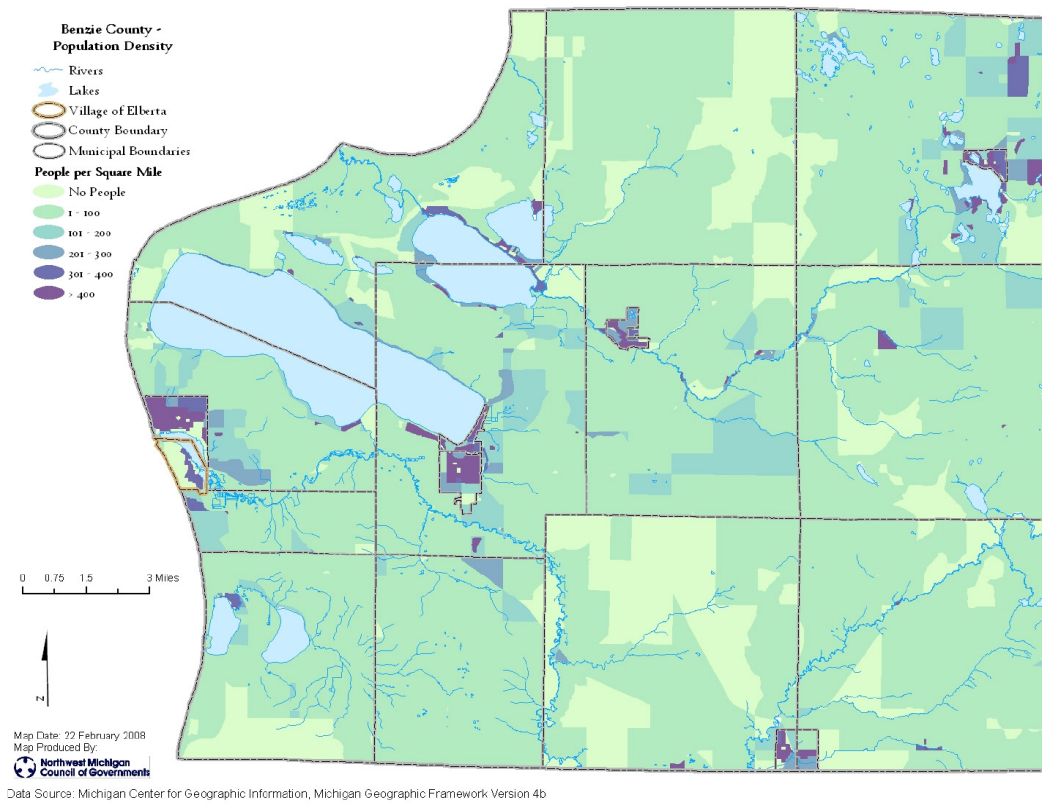 Benzie County -
Population Density
Rivers
Lakes
Village of Elberta
County Boundary
Municipal Boundaries
People per Square Mile
No People
1 - 100
101 - 200
201 - 300
301 - 400
> 400
0 0.75 1.5 3 Miles
N
Map Date: 22 February 2008
Map Produced By:
Northwest Michigan
Council of Governments
Data Source: Michigan Center for Geographic Information, Michigan Geographic Framework Version 4b